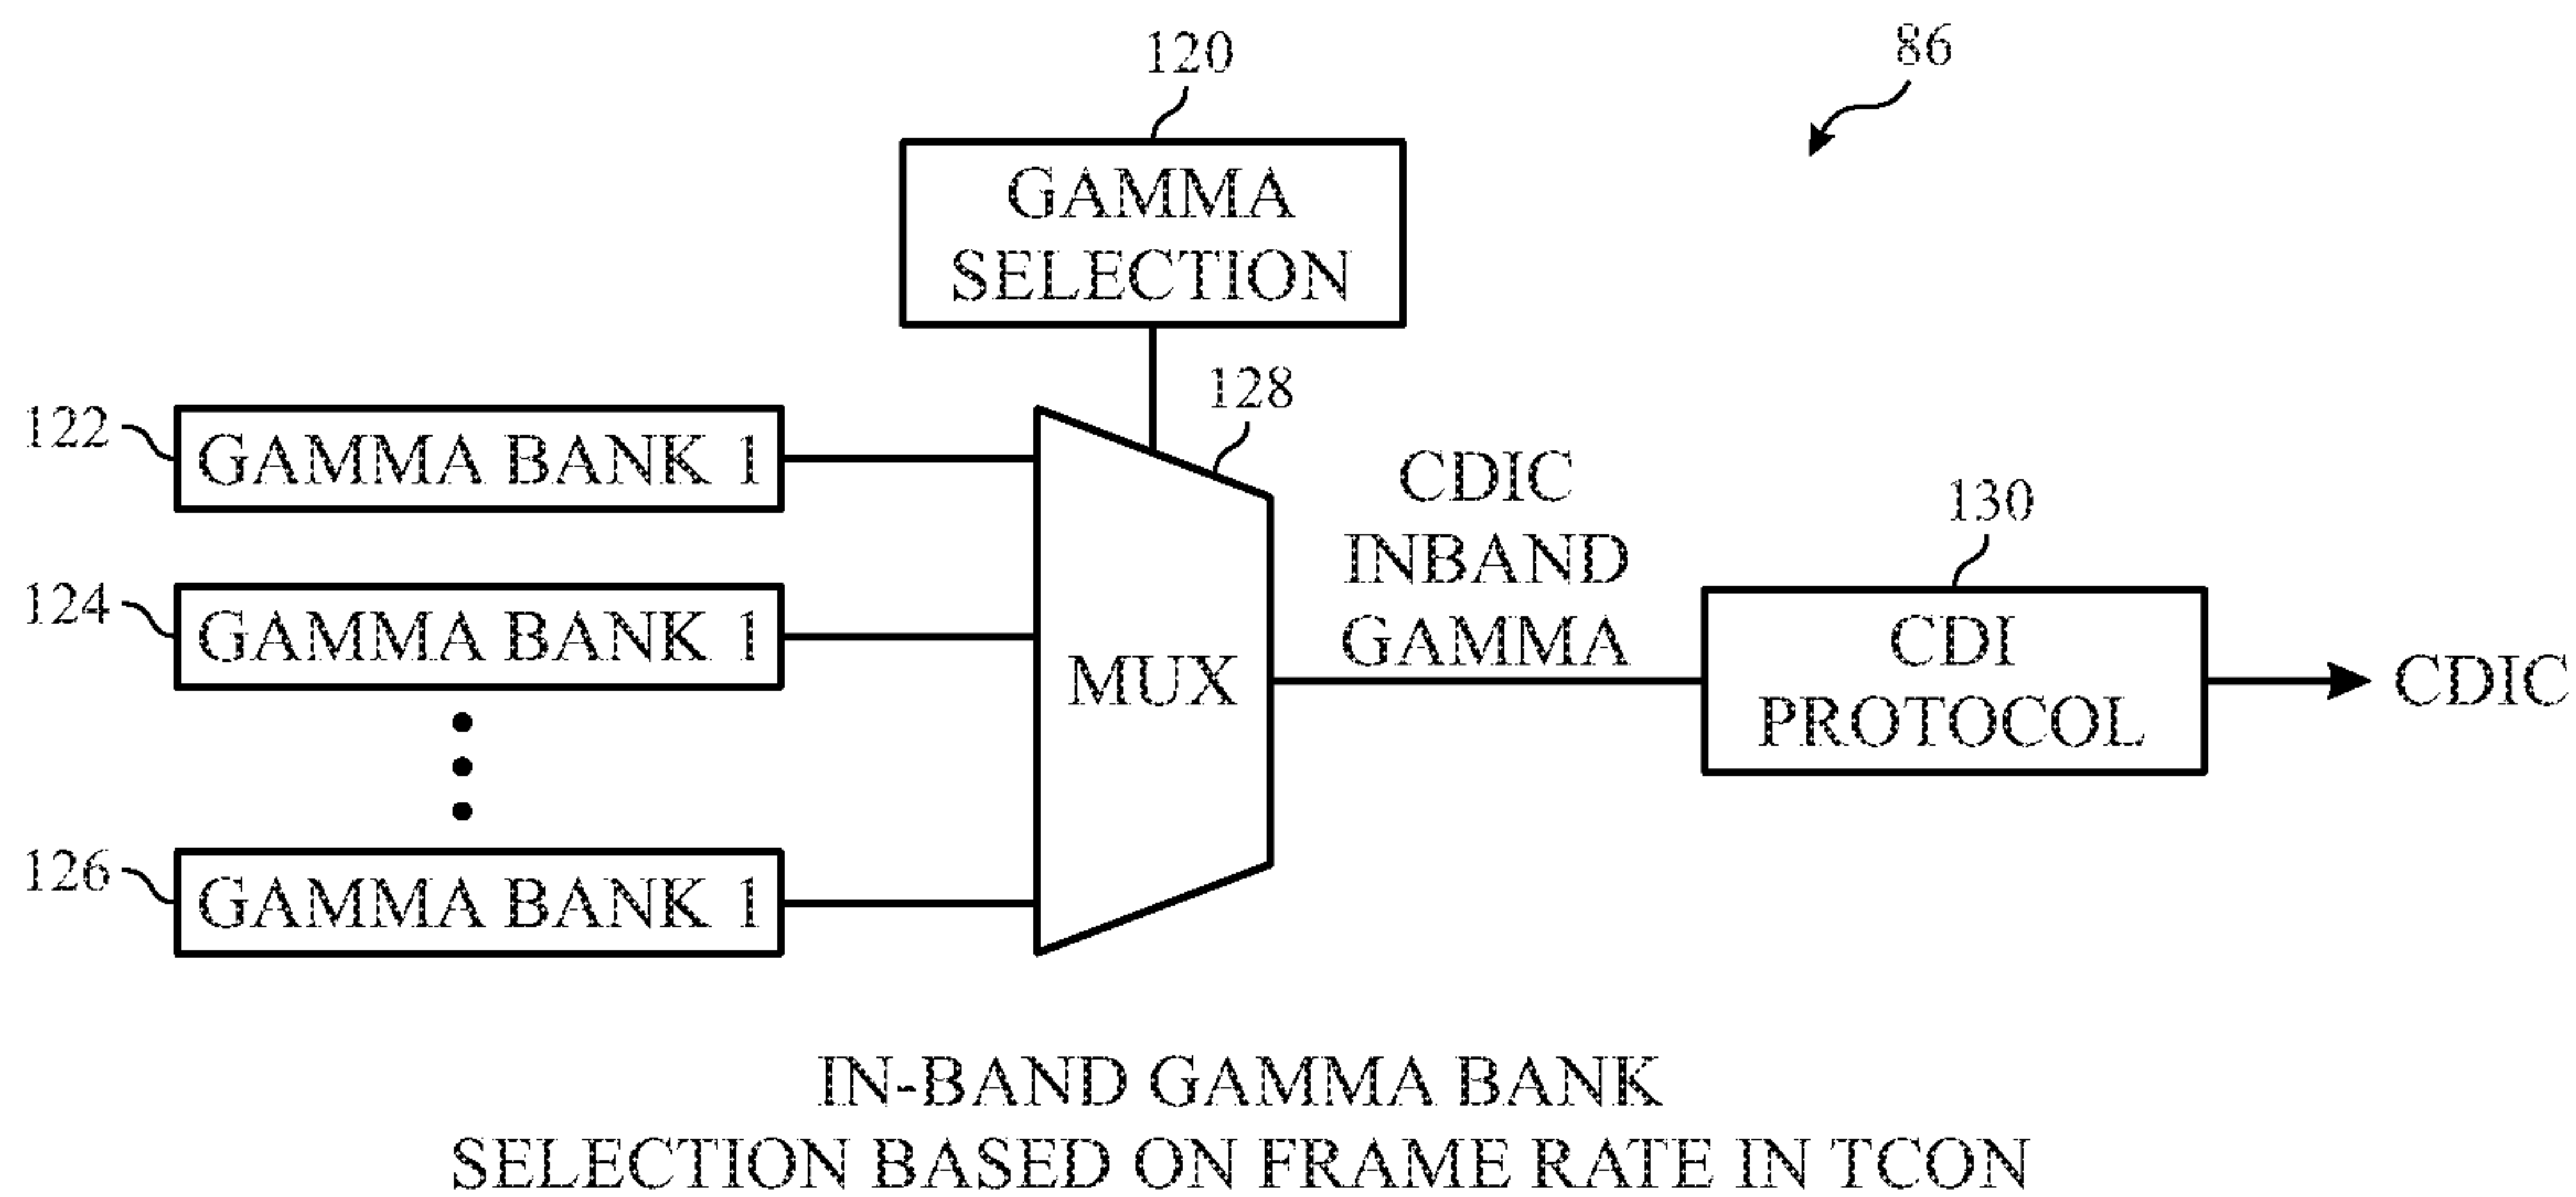 120
86
GAMMA
SELECTION
128
122
GAMMA BANK 1
CDIC
INBAND
GAMMA
130
124
GAMMA BANK 1
MUX
CDI
PROTOCOL
CDIC
126
GAMMA BANK 1
IN-BAND GAMMA BANK
SELECTION BASED ON FRAME RATE IN TCON